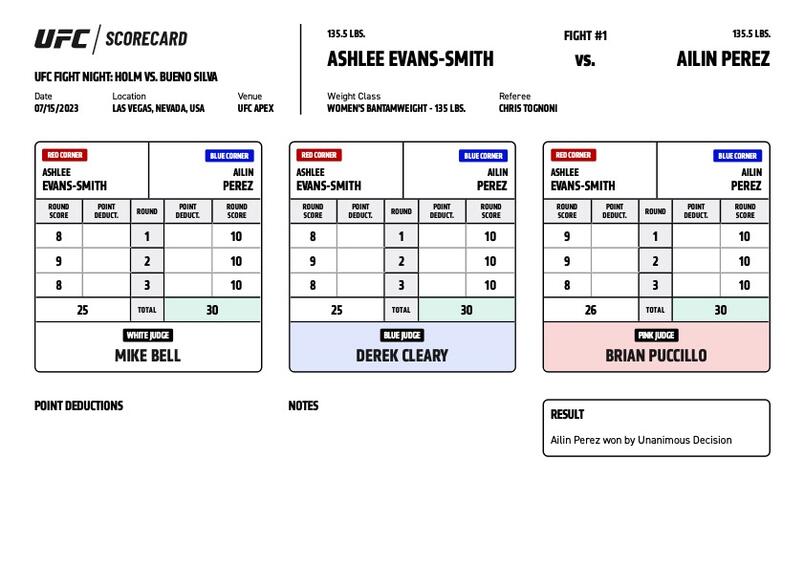 UFC / SCORECARD
UFC FIGHT NIGHT: HOLM VS. BUENO SILVA
Date Location Venue
07/15/2023 LAS VEGAS, NEVADA, USA UFC APEX
135.5 LBS. FIGHT #1 135.5 LBS.
ASHLEE EVANS-SMITH VS. AILIN PEREZ
Weight Class Referee
WOMEN'S BANTAMWEIGHT - 135 LBS. CHRIS TOGNONI
RED CORNER BLUE CORNER
ASHLEE AILIN
EVANS-SMITH PEREZ
ROUND POINT ROUND POINT ROUND
SCORE DEDUCT. DEDUCT. SCORE
8 1 10
9 2 10
8 3 10
25 TOTAL 30
WHITE JUDGE
MIKE BELL
RED CORNER BLUE CORNER
ASHLEE AILIN
EVANS-SMITH PEREZ
ROUND POINT ROUND POINT ROUND
SCORE DEDUCT. DEDUCT. SCORE
8 1 10
9 2 10
8 3 10
25 TOTAL 30
BLUE JUDGE
DEREK CLEARY
RED CORNER BLUE CORNER
ASHLEE AILIN
EVANS-SMITH PEREZ
ROUND POINT ROUND POINT ROUND
SCORE DEDUCT. DEDUCT. SCORE
9 1 10
9 2 10
8 3 10
26 TOTAL 30
PINK JUDGE
BRIAN PUCCILLO
POINT DEDUCTIONS
NOTES
RESULT
Ailin Perez won by Unanimous Decision